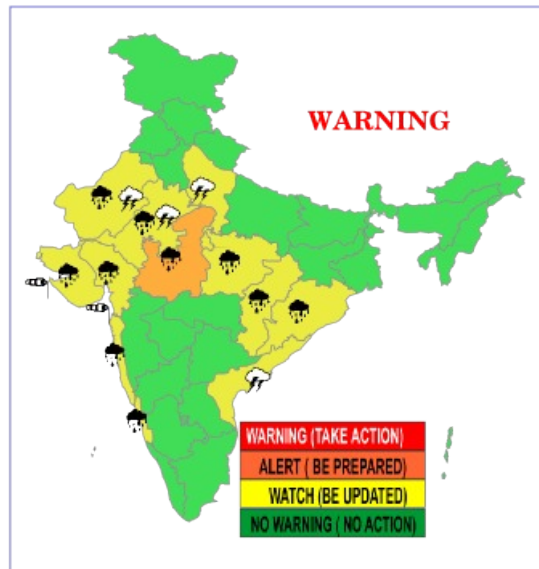 WARNING
WARNING (TAKE ACTION)
ALERT ( BE PREPARED)
WATCH (BE UPDATED)
NO WARNING ( NO ACTION)